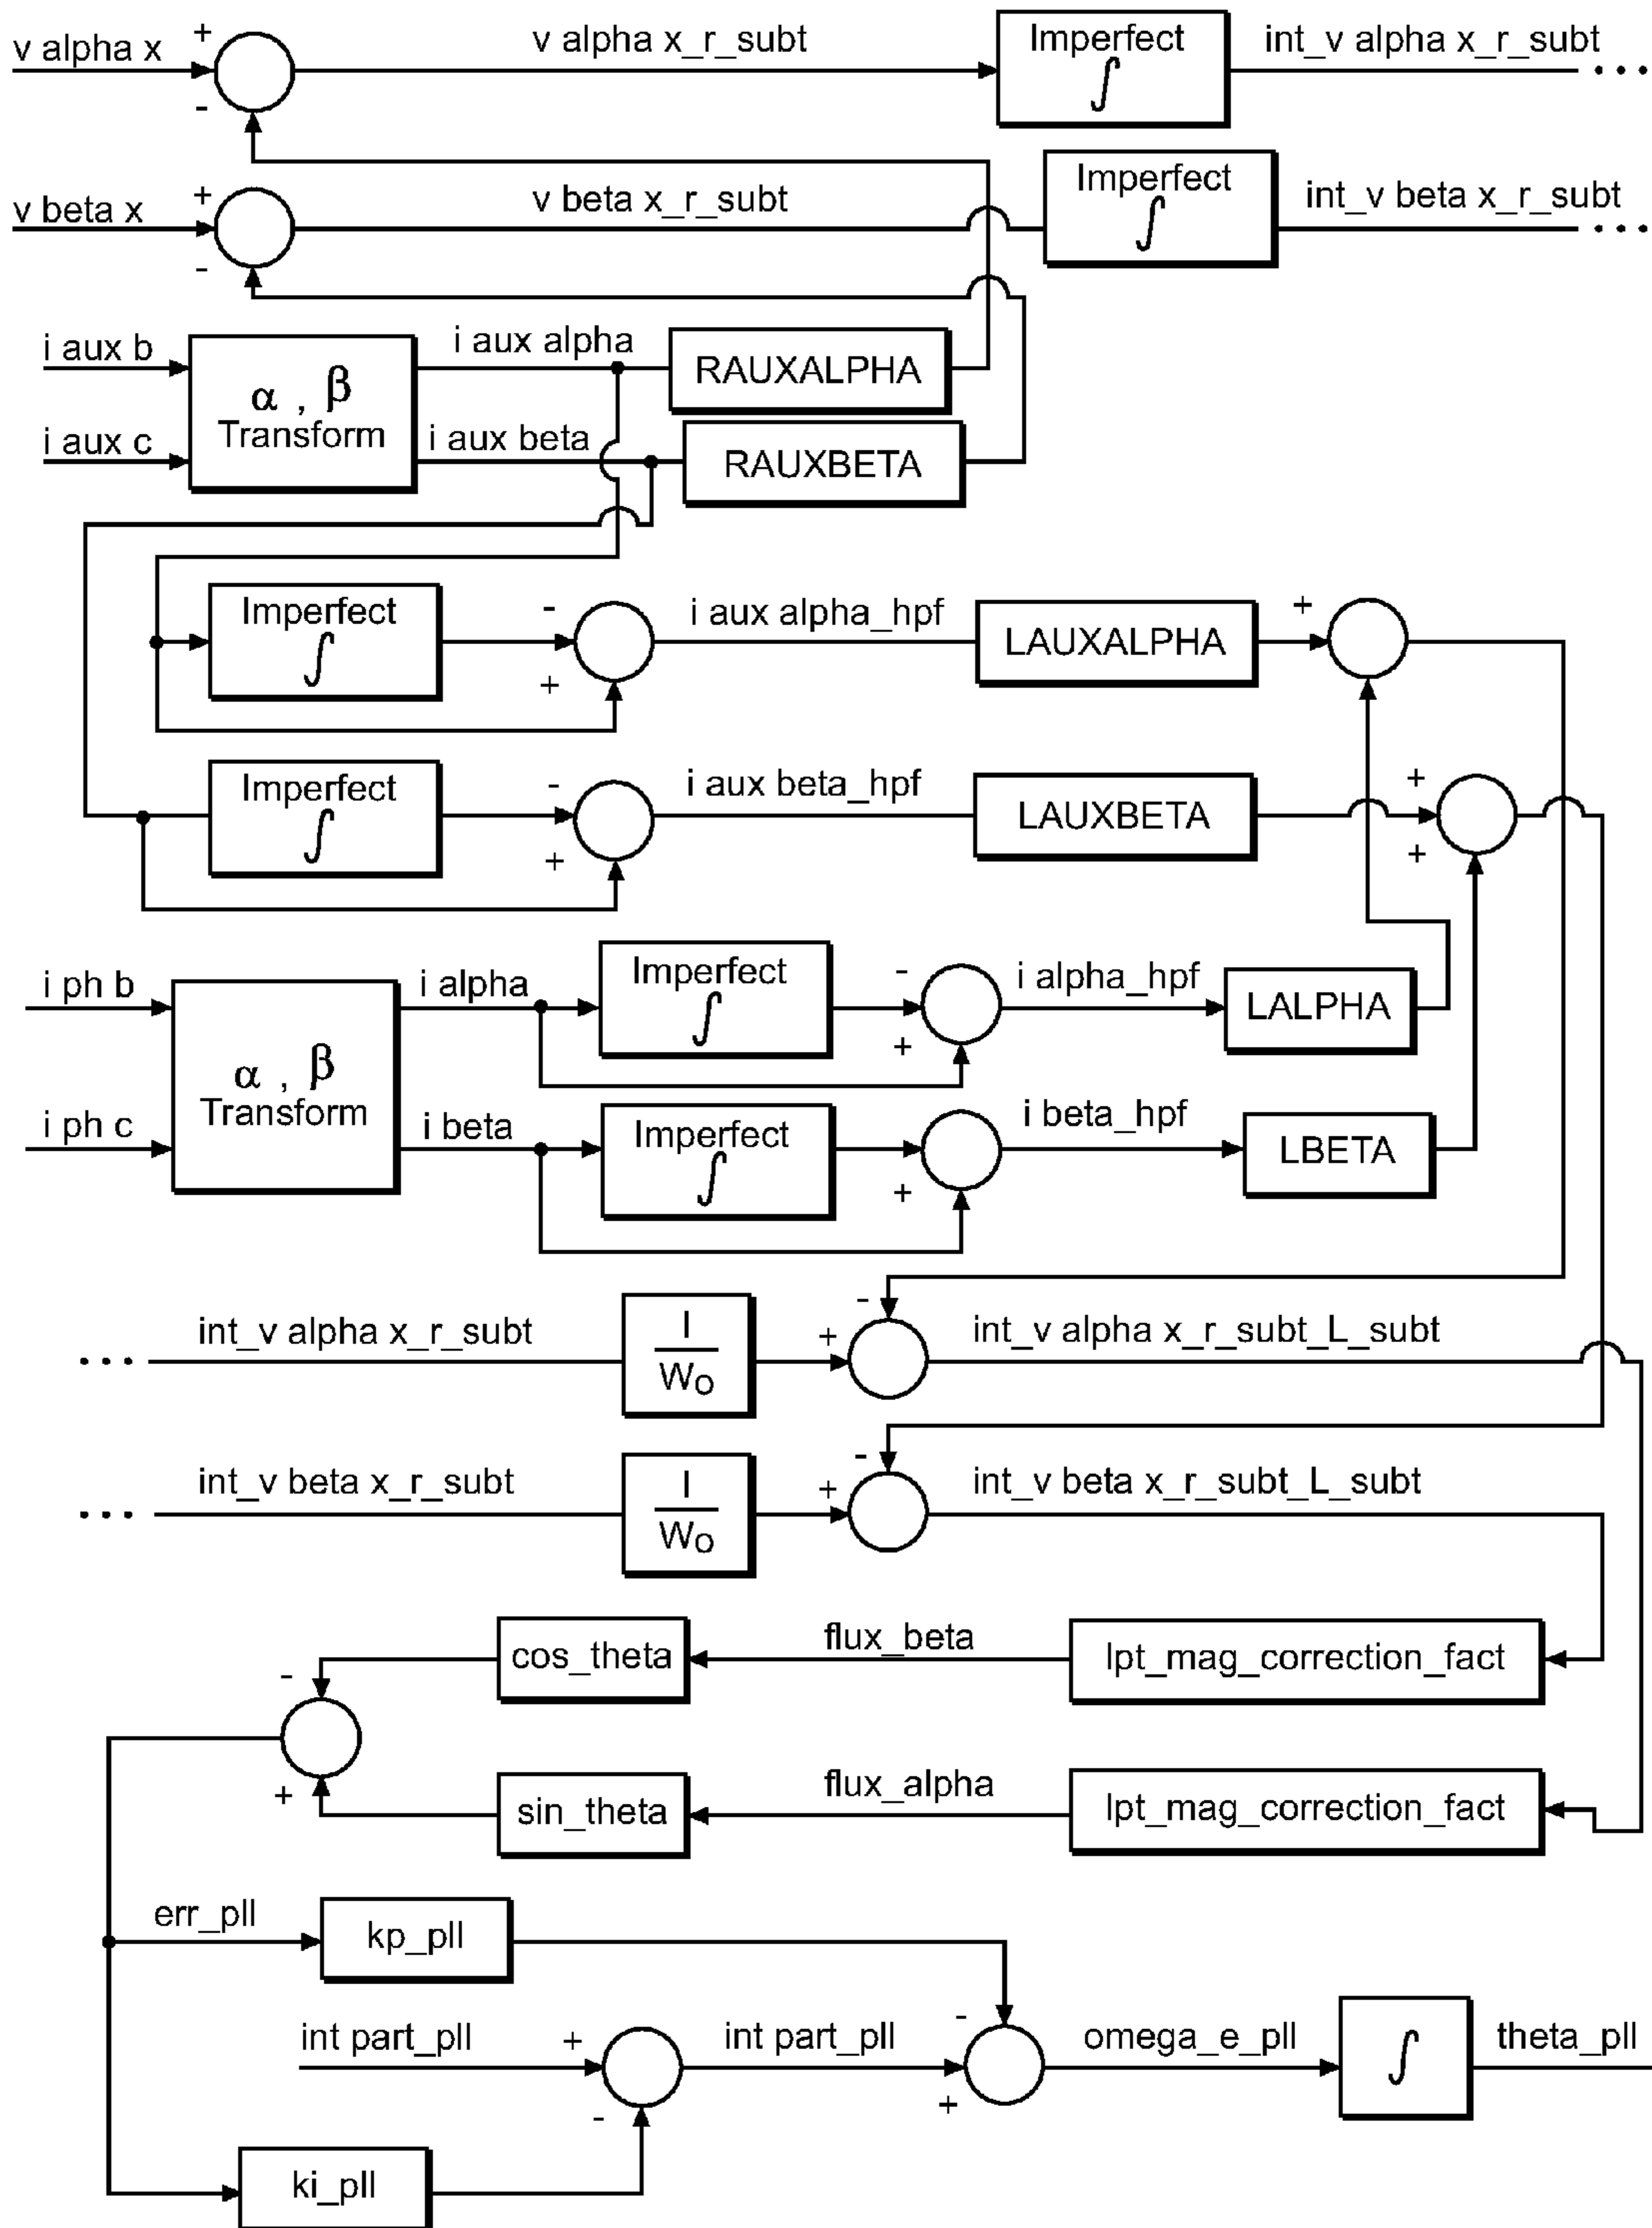 v alpha x
+
-
v alpha x_r_subt
Imperfect
∫
int_v alpha x_r_subt
...
v beta x
+
-
v beta x_r_subt
Imperfect
∫
int_v beta x_r_subt
...
i aux b
i aux c
α , β
Transform
i aux alpha
RAUXALPHA
i aux beta
RAUXBETA
Imperfect
∫
-
+
i aux alpha_hpf
LAUXALPHA
+
Imperfect
∫
-
+
i aux beta_hpf
LAUXBETA
+
+
i ph b
i ph c
α , β
Transform
i alpha
Imperfect
∫
-
+
i alpha_hpf
LALPHA
i beta
Imperfect
∫
+
i beta_hpf
LBETA
...
int_v alpha x_r_subt
I
WO
+
-
int_v alpha x_r_subt_L_subt
...
int_v beta x_r_subt
I
WO
+
-
int_v beta x_r_subt_L_subt
-
cos_theta
flux_beta
lpt_mag_correction_fact
+
sin_theta
flux_alpha
lpt_mag_correction_fact
err_pll
kp_pll
int part_pll
+
-
int part_pll
-
+
omega_e_pll
∫
theta_pll
ki_pll